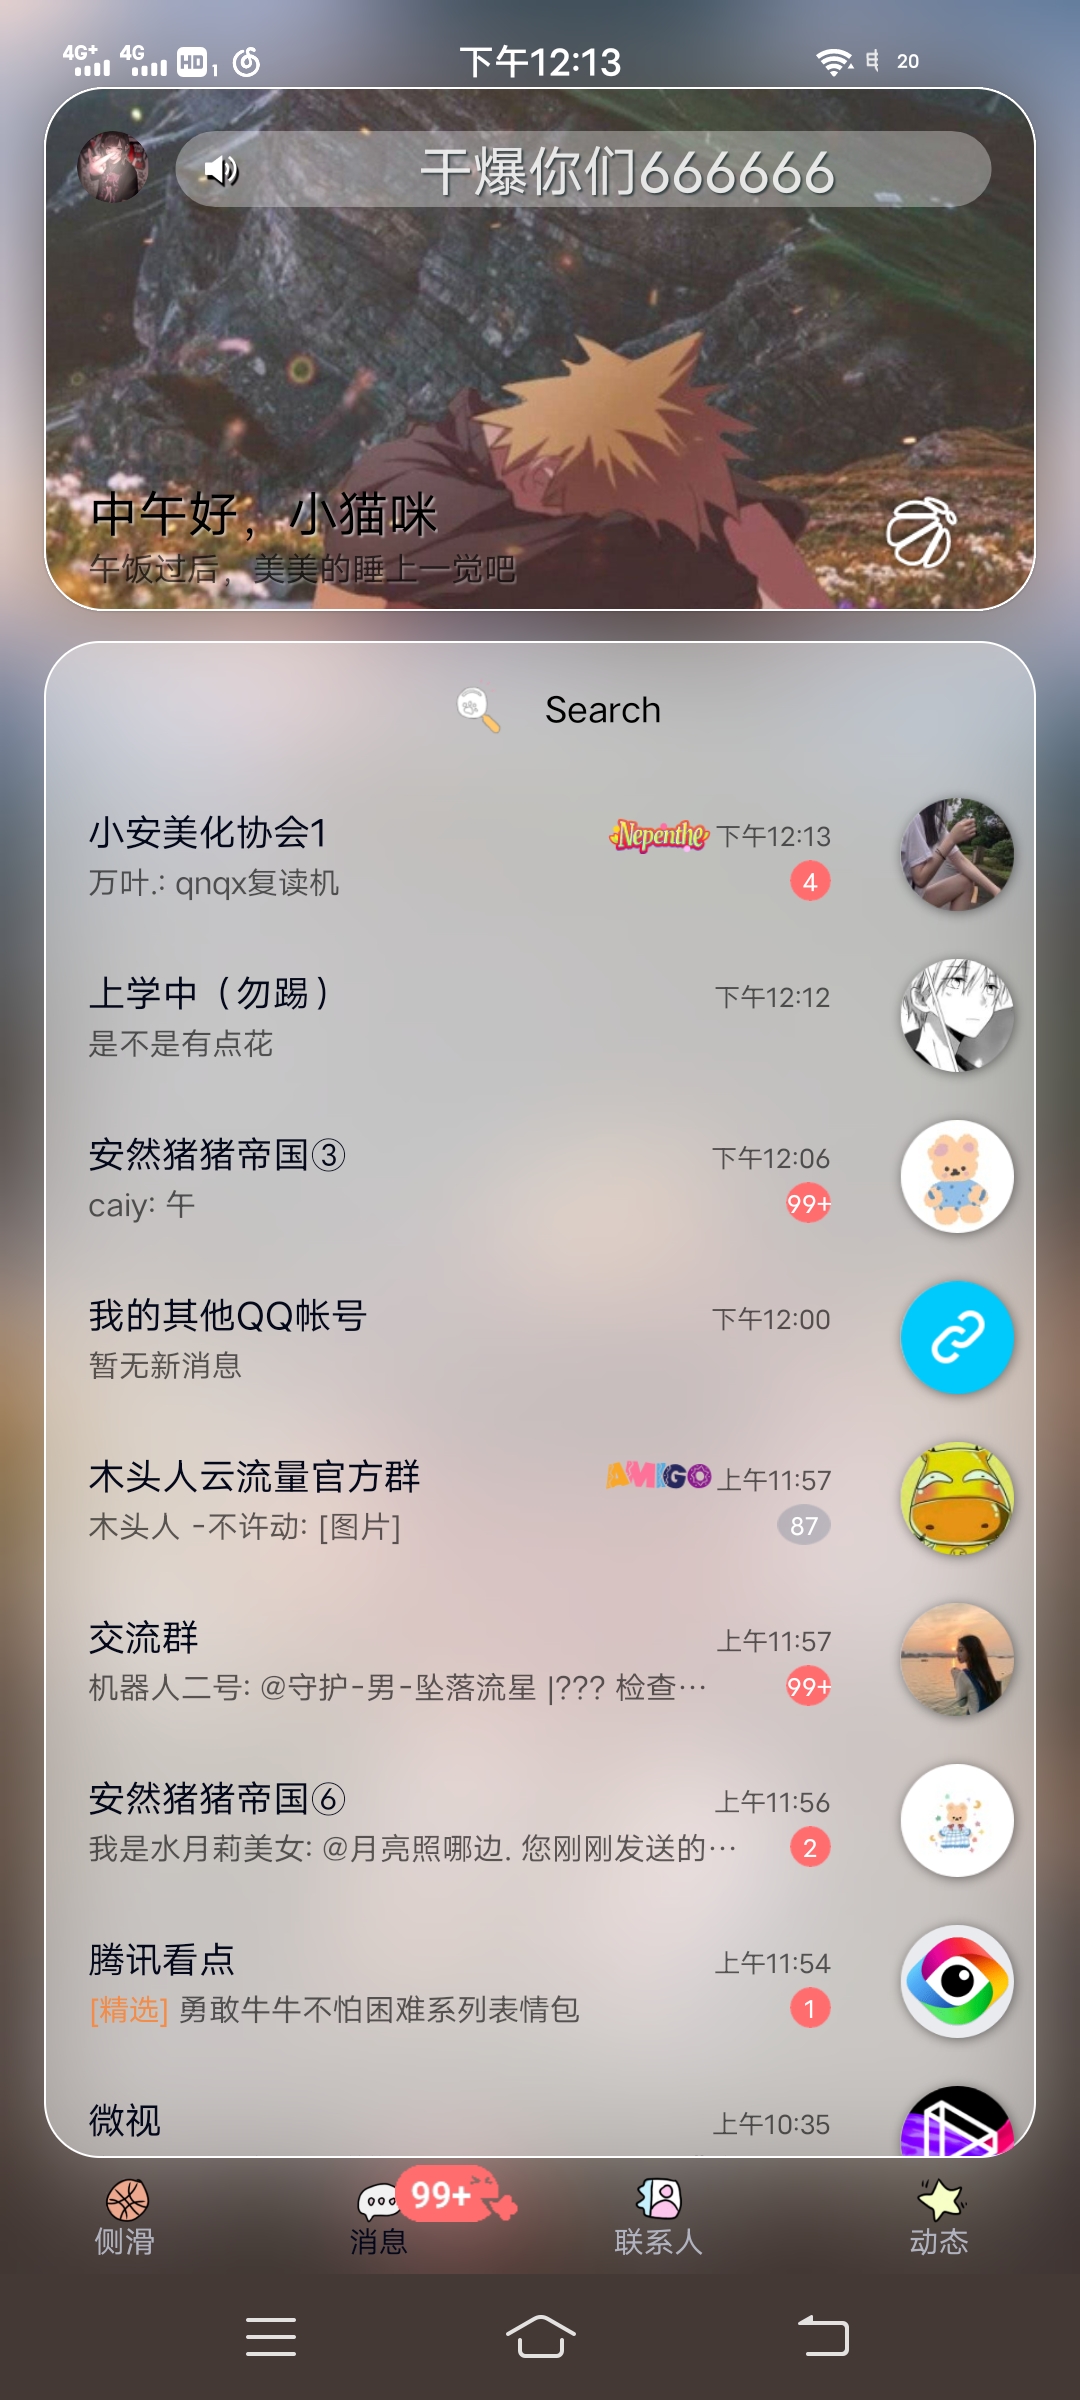 4G+ 4G HD 1 下午12:13 20
干爆你们666666
中午好，小猫咪
午饭过后，美美的睡上一觉吧
Search
小安美化协会1 Nepenthe 下午12:13
万叶.: qnqx复读机 4
上学中（勿踢） 下午12:12
是不是有点花
安然猪猪帝国③ 下午12:06
caiy: 午 99+
我的其他QQ帐号 下午12:00
暂无新消息
木头人云流量官方群 AMIGO 上午11:57
木头人 -不许动: [图片] 87
交流群 上午11:57
机器人二号: @守护-男-坠落流星 |??? 检查… 99+
安然猪猪帝国⑥ 上午11:56
我是水月莉美女: @月亮照哪边. 您刚刚发送的… 2
腾讯看点 上午11:54
[精选] 勇敢牛牛不怕困难系列表情包 1
微视 上午10:35
99+
侧滑 消息 联系人 动态